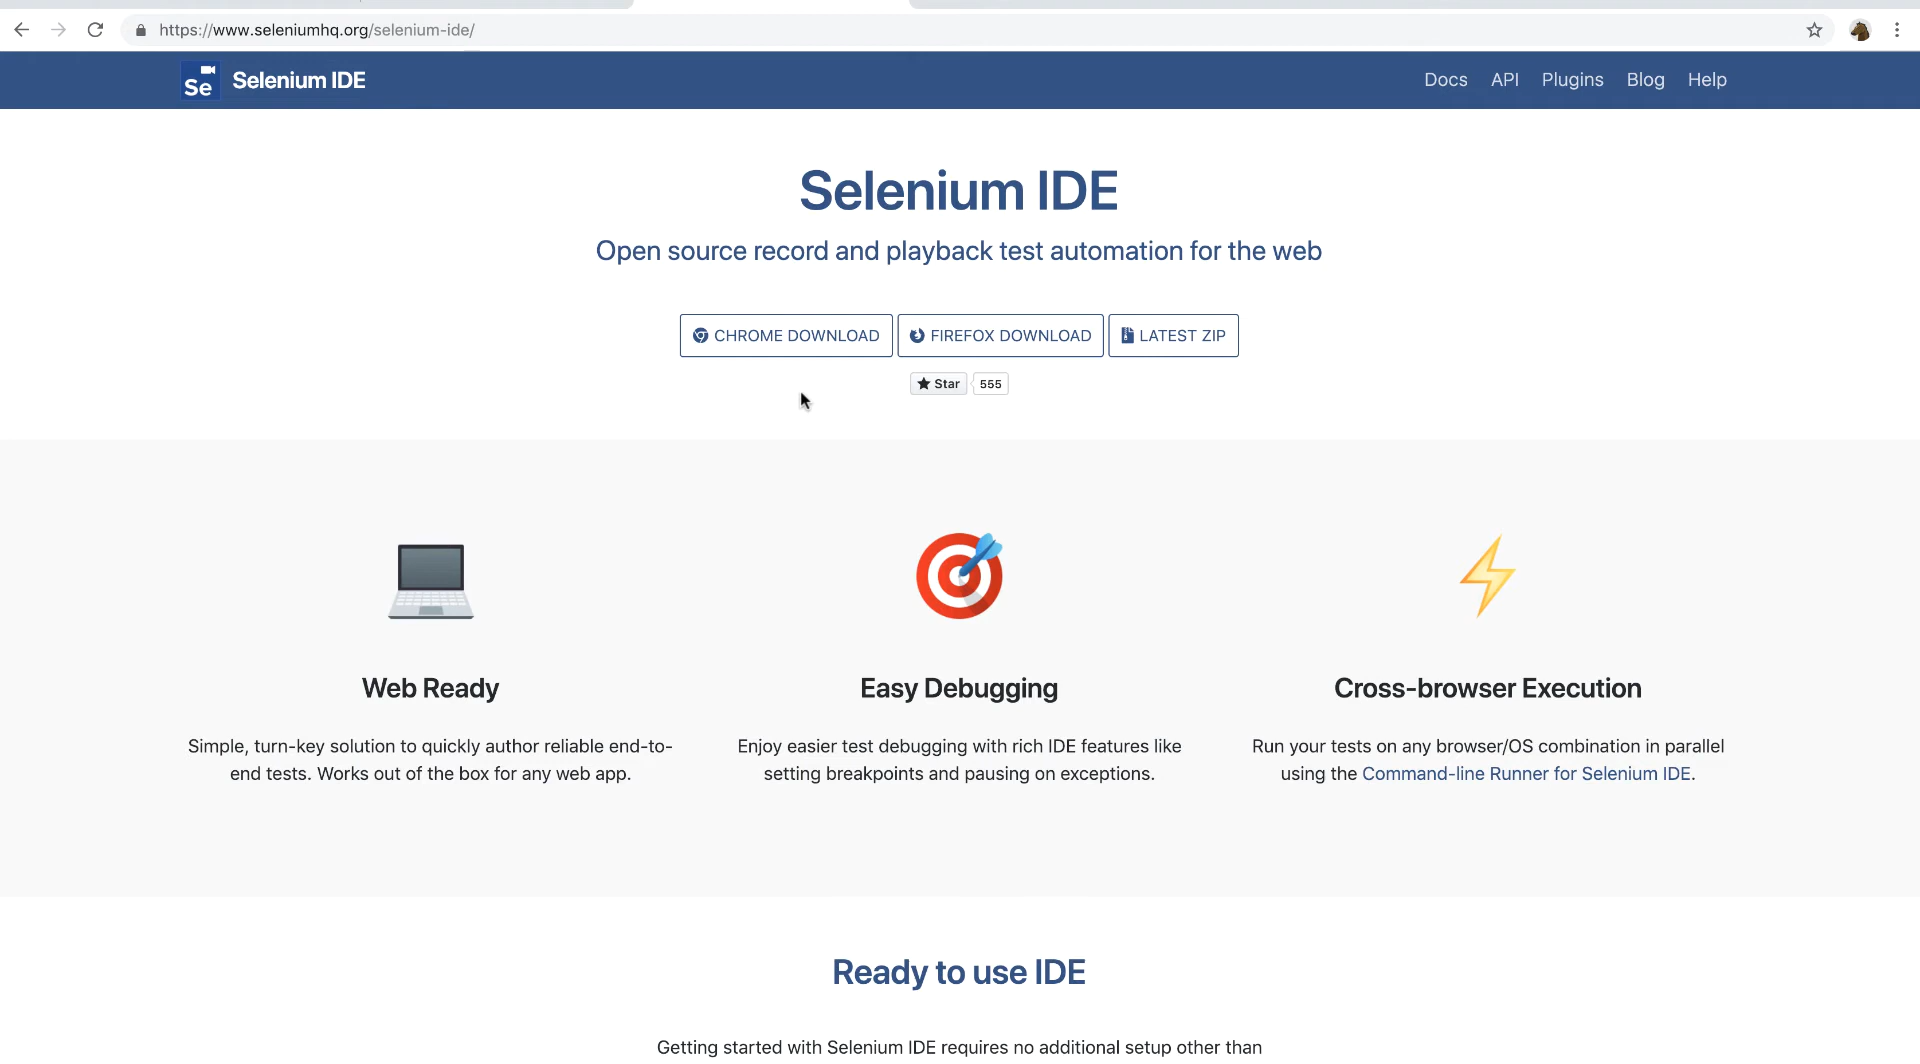 https://www.seleniumhq.org/selenium-ide/
Se Selenium IDE Docs API Plugins Blog Help
Selenium IDE
Open source record and playback test automation for the web
CHROME DOWNLOAD FIREFOX DOWNLOAD LATEST ZIP
Star 555
Web Ready
Simple, turn-key solution to quickly author reliable end-to-
end tests. Works out of the box for any web app.
Easy Debugging
Enjoy easier test debugging with rich IDE features like
setting breakpoints and pausing on exceptions.
Cross-browser Execution
Run your tests on any browser/OS combination in parallel
using the Command-line Runner for Selenium IDE.
Ready to use IDE
Getting started with Selenium IDE requires no additional setup other than